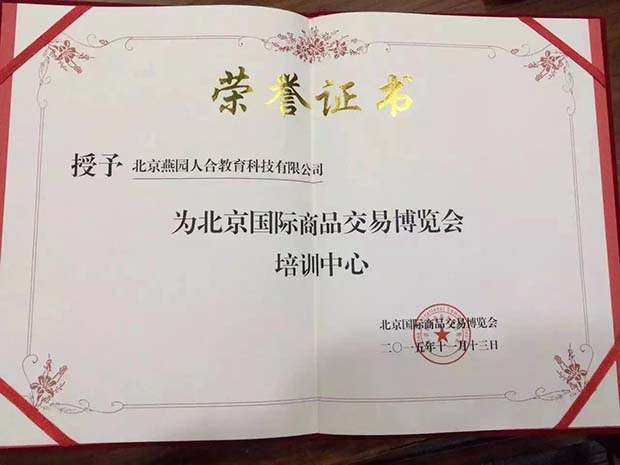 荣誉证书
授予 北京燕园人合教育科技有限公司
为北京国际商品交易博览会
培训中心
北京国际商品交易博览会
二〇一五年十一月十三日